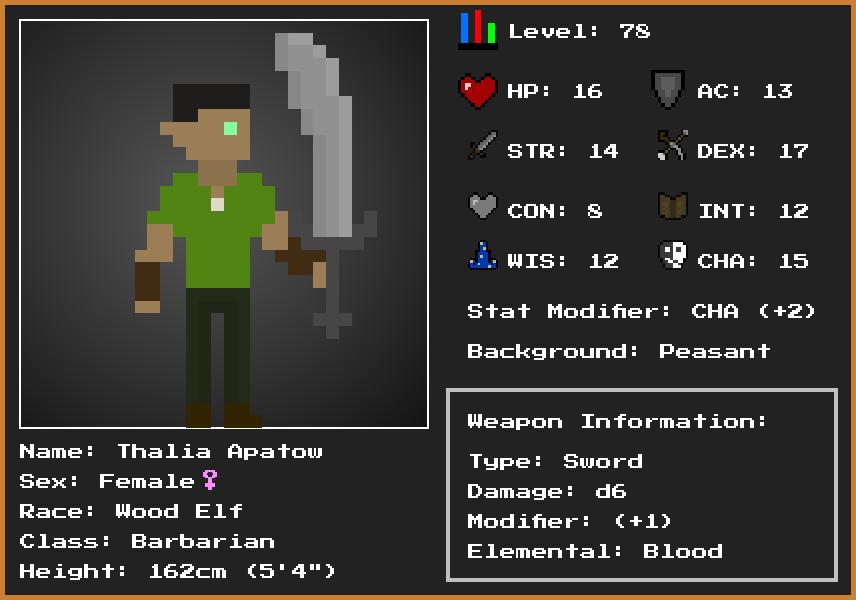 Level: 78
HP: 16 AC: 13
STR: 14 DEX: 17
CON: 8 INT: 12
WIS: 12 CHA: 15
Stat Modifier: CHA (+2)
Background: Peasant
Weapon Information:
Type: Sword
Damage: d6
Modifier: (+1)
Elemental: Blood
Name: Thalia Apatow
Sex: Female♀
Race: Wood Elf
Class: Barbarian
Height: 162cm (5'4")